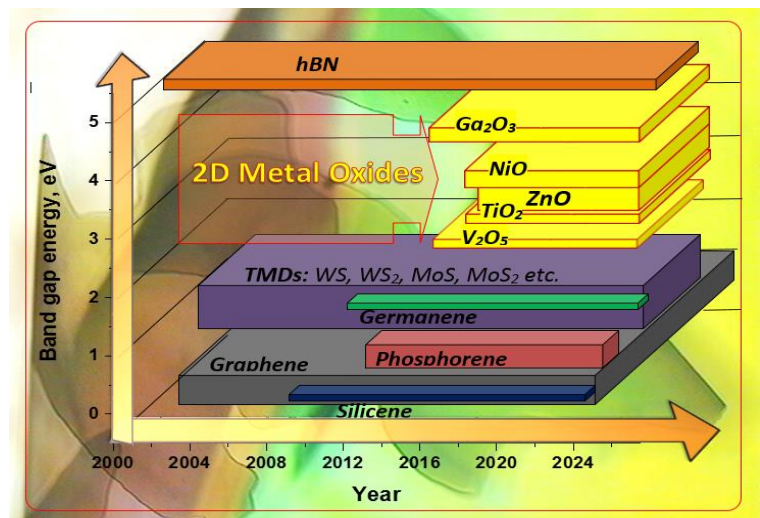 hBN
5
Ga₂O₃
NiO
2D Metal Oxides
4
ZnO
TiO₂
3
V₂O₅
TMDs: WS, WS₂, MoS, MoS₂ etc.
2
Germanene
1
Graphene
Phosphorene
0
Silicene
Band gap energy, eV
2000 2004 2008 2012 2016 2020 2024
Year